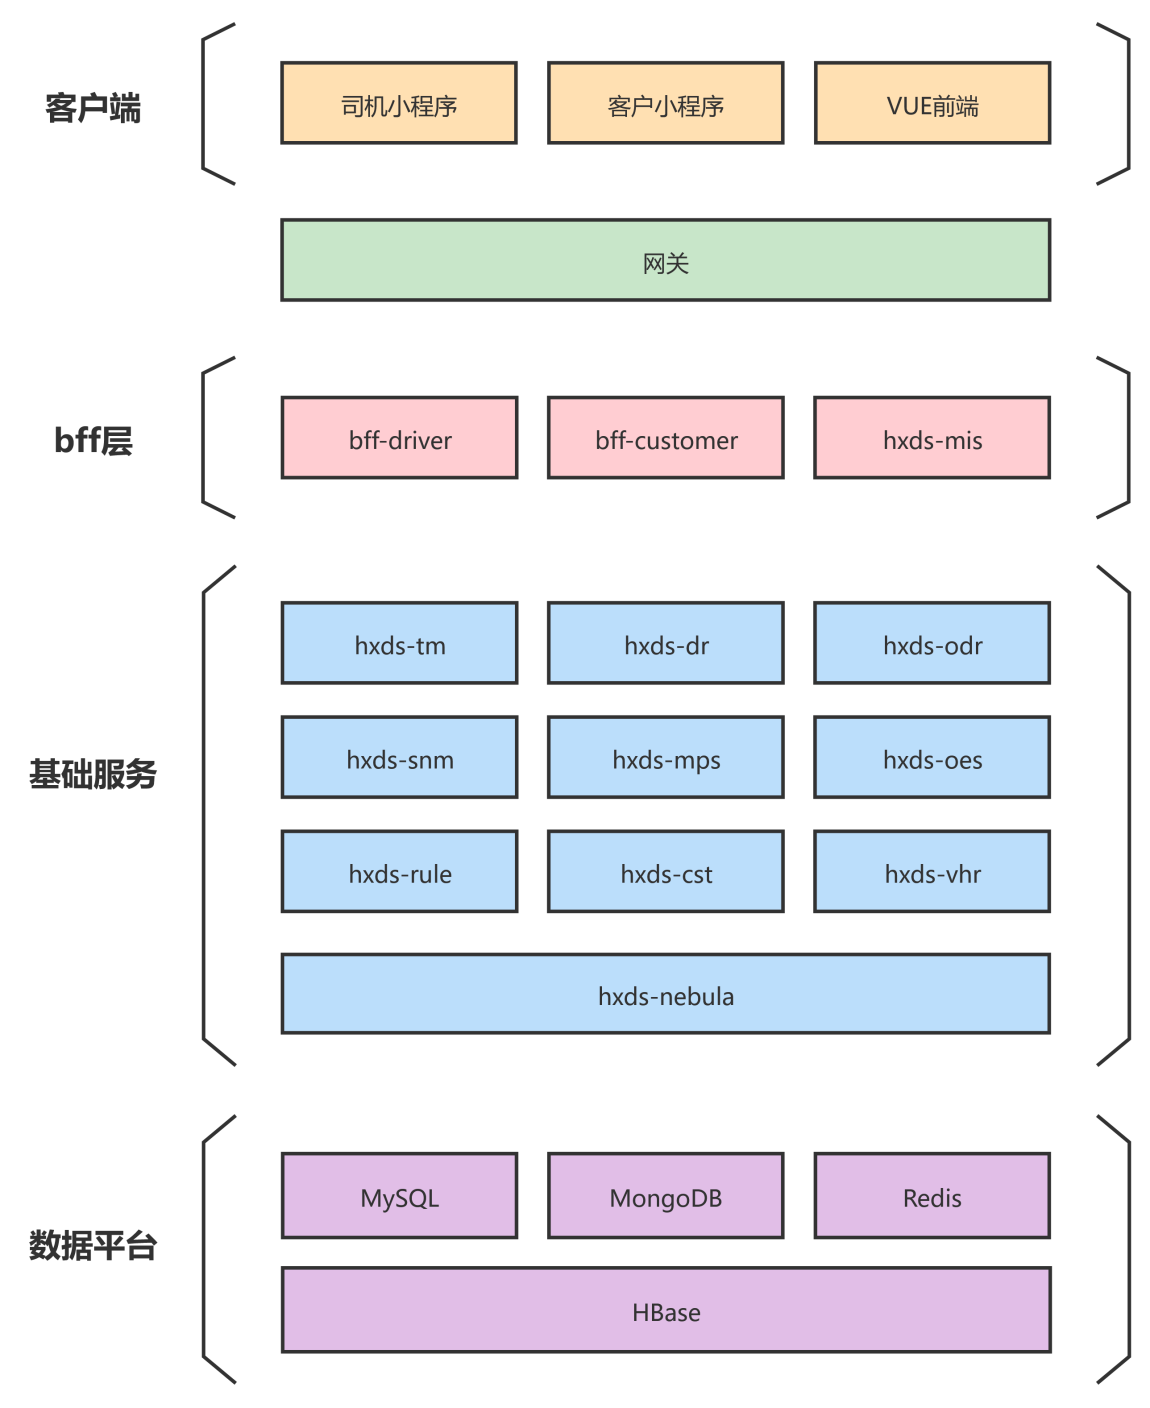 客户端
司机小程序
客户小程序
VUE前端
网关
bff层
bff-driver
bff-customer
hxds-mis
基础服务
hxds-tm
hxds-dr
hxds-odr
hxds-snm
hxds-mps
hxds-oes
hxds-rule
hxds-cst
hxds-vhr
hxds-nebula
数据平台
MySQL
MongoDB
Redis
HBase